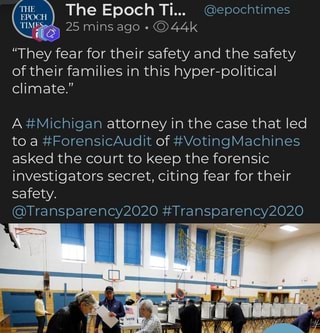 THE
EPOCH
TIMES
The Epoch Ti... @epochtimes
25 mins ago • 44k
“They fear for their safety and the safety
of their families in this hyper-political
climate.”
A #Michigan attorney in the case that led
to a #ForensicAudit of #VotingMachines
asked the court to keep the forensic
investigators secret, citing fear for their
safety.
@Transparency2020 #Transparency2020
VOTE